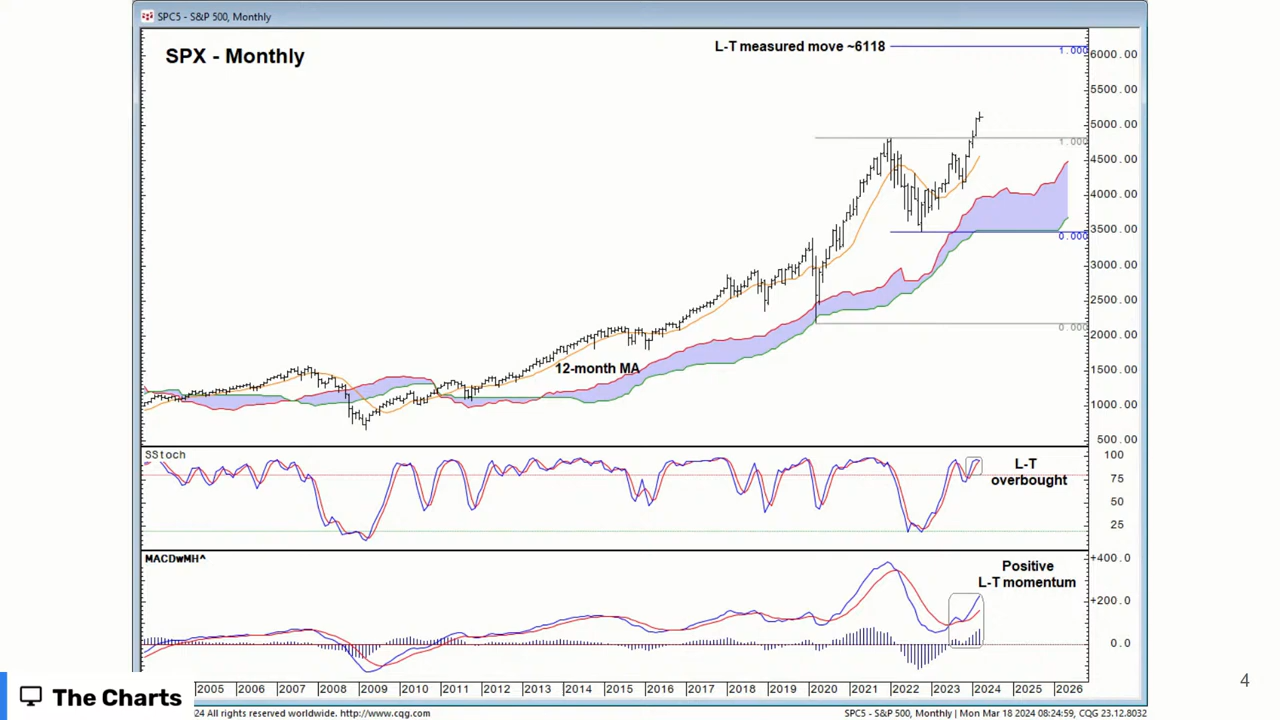 SPC5 - S&P 500, Monthly
SPX - Monthly
L-T measured move ~6118
1.000
6000.00
5500.00
5000.00
1.000
4500.00
4000.00
3500.00
0.000
3000.00
2500.00
0.000
2000.00
12-month MA
1500.00
1000.00
500.00
SStoch
100
L-T
overbought
75
50
25
MACDwMH^
+400.0
Positive
L-T momentum
+200.0
0.0
2005 2006 2007 2008 2009 2010 2011 2012 2013 2014 2015 2016 2017 2018 2019 2020 2021 2022 2023 2024 2025 2026
The Charts
4
24 All rights reserved worldwide. http://www.cqg.com
SPC5 - S&P 500, Monthly | Mon Mar 18 2024 08:24:59, CQG 23.12.8032